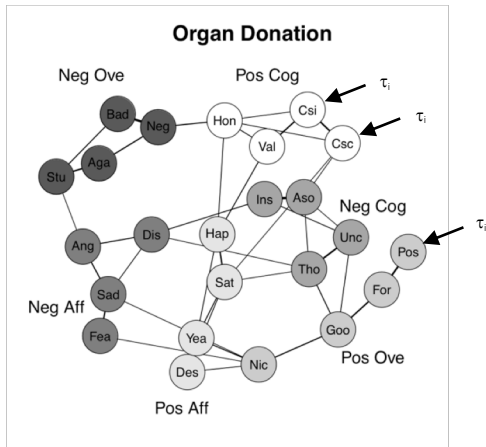 Organ Donation
Neg Ove
Pos Cog
τi
Bad
Csi
Neg
Hon
τi
Val
Csc
Aga
Stu
Ins
Aso
Neg Cog
Hap
Unc
τi
Dis
Ang
Pos
Tho
Sat
For
Sad
Neg Aff
Goo
Fea
Yea
Pos Ove
Nic
Des
Pos Aff